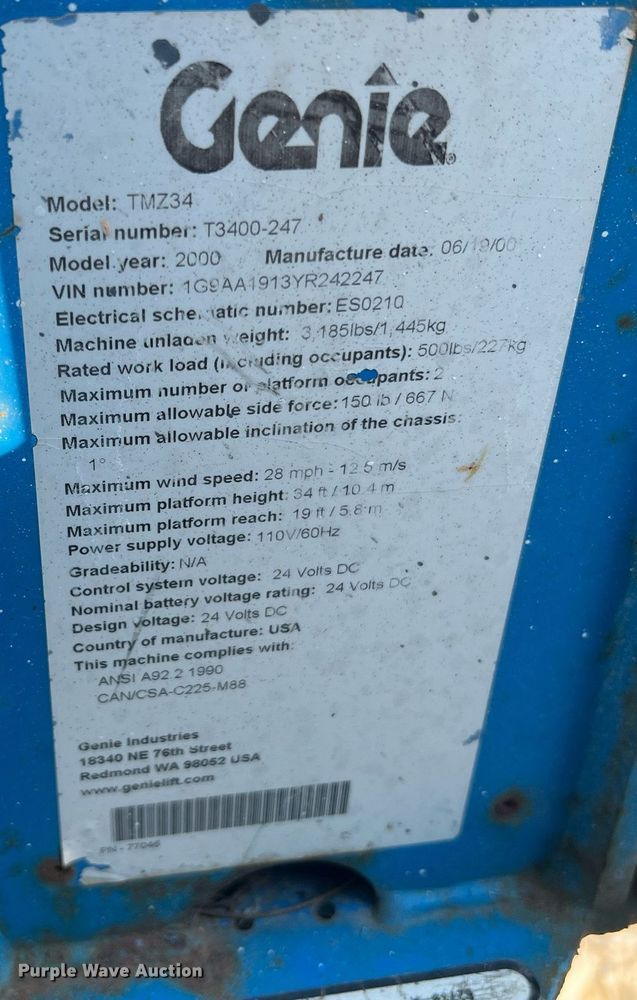 Genie
Model: TMZ34
Serial number: T3400-247
Model year: 2000 Manufacture date: 06/19/00
VIN number: 1G9AA1913YR242247
Electrical schematic number: ES0210
Machine unladen weight: 3,185lbs/1,445kg
Rated work load (including occupants): 500lbs/227kg
Maximum number of platform occupants: 2
Maximum allowable side force: 150 lb / 667 N
Maximum allowable inclination of the chassis:
1°
Maximum wind speed: 28 mph - 12.5 m/s
Maximum platform height: 34 ft / 10.4 m
Maximum platform reach: 19 ft / 5.8 m
Power supply voltage: 110V/60Hz
Gradeability: N/A
Control system voltage: 24 Volts DC
Nominal battery voltage rating: 24 Volts DC
Design voltage: 24 Volts DC
Country of manufacture: USA
This machine complies with:
ANSI A92.2 1990
CAN/CSA-C225-M88
Genie Industries
18340 NE 76th Street
Redmond WA 98052 USA
www.genielift.com
PN - 77046
Purple Wave Auction